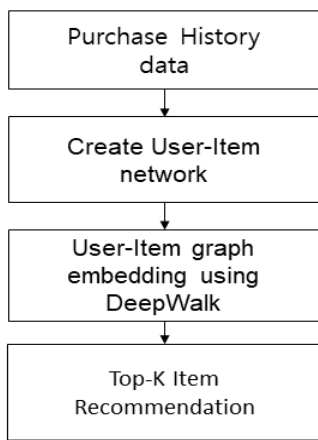 Purchase History
data
Create User-Item
network
User-Item graph
embedding using
DeepWalk
Top-K Item
Recommendation